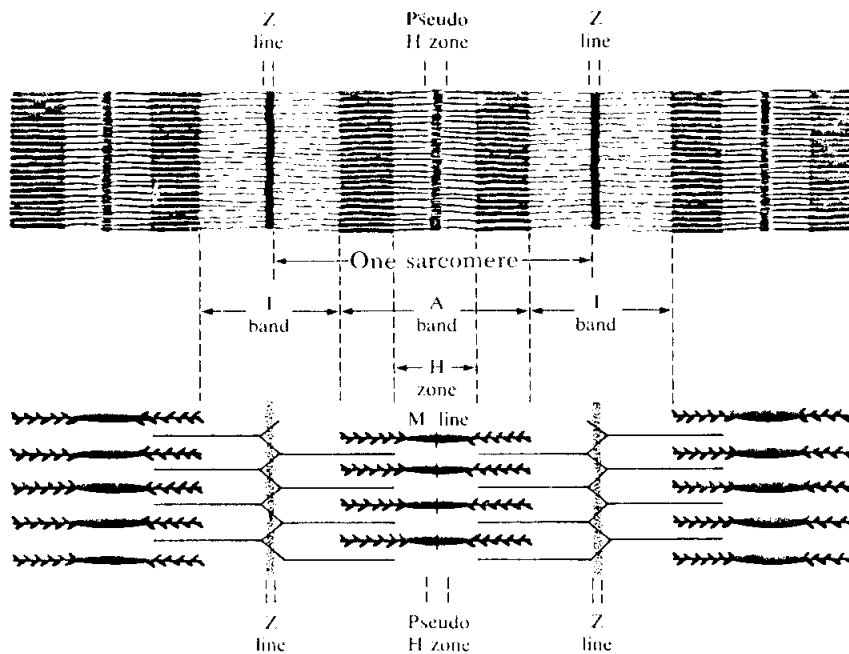 Z
line
Pseudo
H zone
Z
line
One sarcomere
I
band
A
band
I
band
H
zone
M line
Z
line
Pseudo
H zone
Z
line